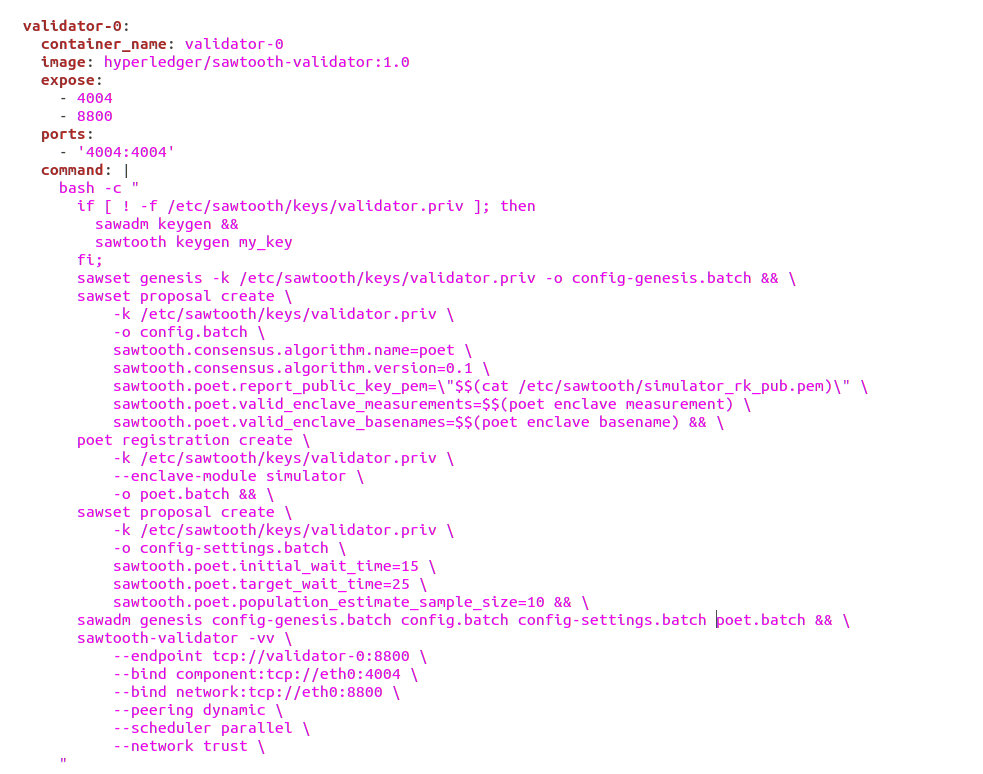 validator-0:
  container_name: validator-0
  image: hyperledger/sawtooth-validator:1.0
  expose:
    - 4004
    - 8800
  ports:
    - '4004:4004'
  command: |
    bash -c "
      if [ ! -f /etc/sawtooth/keys/validator.priv ]; then
        sawadm keygen &&
        sawtooth keygen my_key
      fi;
      sawset genesis -k /etc/sawtooth/keys/validator.priv -o config-genesis.batch && \
      sawset proposal create \
          -k /etc/sawtooth/keys/validator.priv \
          -o config.batch \
          sawtooth.consensus.algorithm.name=poet \
          sawtooth.consensus.algorithm.version=0.1 \
          sawtooth.poet.report_public_key_pem=\"$$(cat /etc/sawtooth/simulator_rk_pub.pem)\" \
          sawtooth.poet.valid_enclave_measurements=$$(poet enclave measurement) \
          sawtooth.poet.valid_enclave_basenames=$$(poet enclave basename) && \
      poet registration create \
          -k /etc/sawtooth/keys/validator.priv \
          --enclave-module simulator \
          -o poet.batch && \
      sawset proposal create \
          -k /etc/sawtooth/keys/validator.priv \
          -o config-settings.batch \
          sawtooth.poet.initial_wait_time=15 \
          sawtooth.poet.target_wait_time=25 \
          sawtooth.poet.population_estimate_sample_size=10 && \
      sawadm genesis config-genesis.batch config.batch config-settings.batch poet.batch && \
      sawtooth-validator -vv \
          --endpoint tcp://validator-0:8800 \
          --bind component:tcp://eth0:4004 \
          --bind network:tcp://eth0:8800 \
          --peering dynamic \
          --scheduler parallel \
          --network trust \
    "